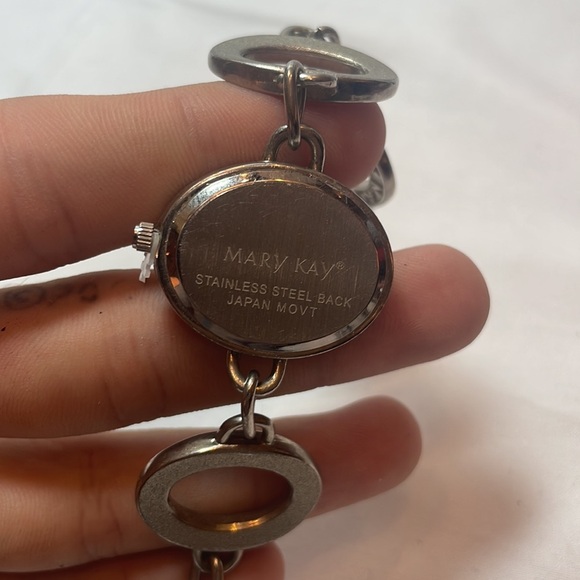 MARY KAY®
STAINLESS STEEL BACK
JAPAN MOVT